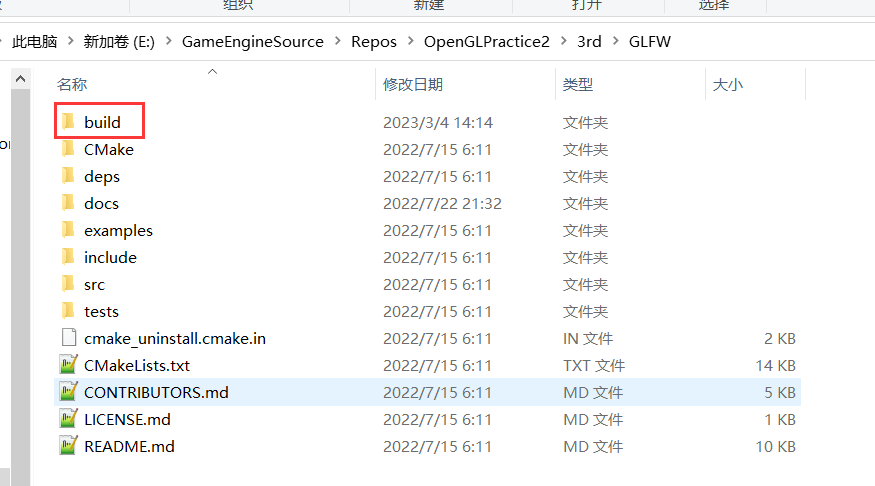 组织 新建 打开 选择
此电脑 > 新加卷 (E:) > GameEngineSource > Repos > OpenGLPractice2 > 3rd > GLFW
名称 修改日期 类型 大小
build 2023/3/4 14:14 文件夹
CMake 2022/7/15 6:11 文件夹
deps 2022/7/15 6:11 文件夹
docs 2022/7/22 21:32 文件夹
examples 2022/7/15 6:11 文件夹
include 2022/7/15 6:11 文件夹
src 2022/7/15 6:11 文件夹
tests 2022/7/15 6:11 文件夹
cmake_uninstall.cmake.in 2022/7/15 6:11 IN 文件 2 KB
CMakeLists.txt 2022/7/15 6:11 TXT 文件 14 KB
CONTRIBUTORS.md 2022/7/15 6:11 MD 文件 5 KB
LICENSE.md 2022/7/15 6:11 MD 文件 1 KB
README.md 2022/7/15 6:11 MD 文件 10 KB